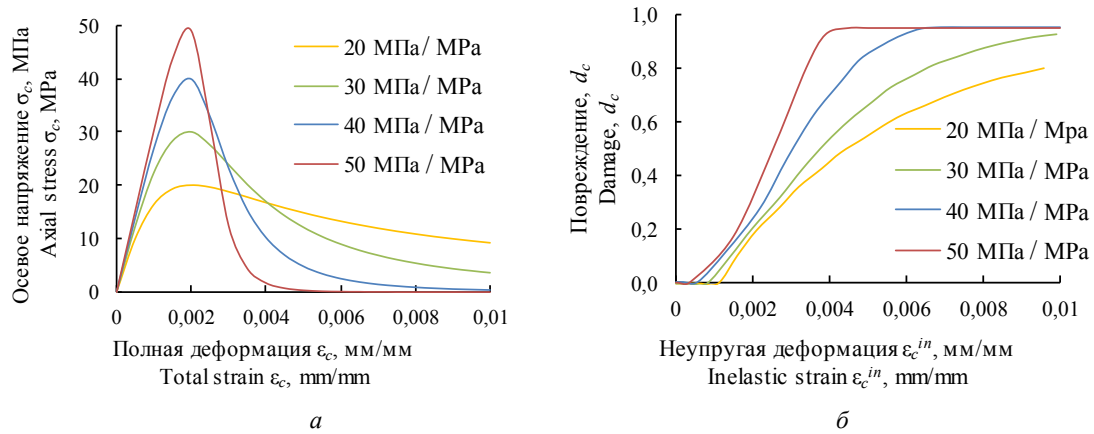 Осевое напряжение σc, МПа
Axial stress σc, MPa
50
40
30
20
10
0
0
0,002
0,004
0,006
0,008
0,01
20 МПа / MPa
30 МПа / MPa
40 МПа / MPa
50 МПа / MPa
Полная деформация εc, мм/мм
Total strain εc, mm/mm
а
Повреждение, dc
Damage, dc
1,0
0,8
0,6
0,4
0,2
0,0
0
0,002
0,004
0,006
0,008
0,01
20 МПа / Mpa
30 МПа / MPa
40 МПа / MPa
50 МПа / MPa
Неупругая деформация εc^in, мм/мм
Inelastic strain εc^in, mm/mm
б